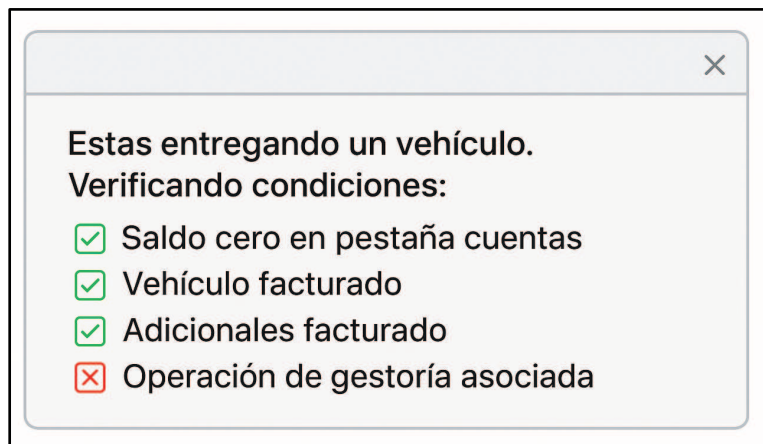 Estas entregando un vehículo.
Verificando condiciones:
Saldo cero en pestaña cuentas
Vehículo facturado
Adicionales facturado
Operación de gestoría asociada